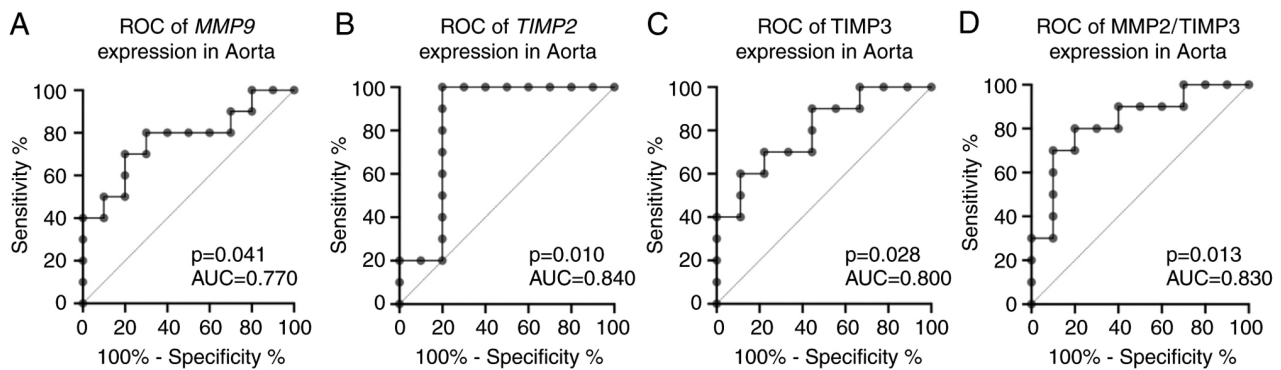 A
ROC of MMP9
expression in Aorta
Sensitivity %
100
80
60
40
20
0
p=0.041
AUC=0.770
0 20 40 60 80 100
100% - Specificity %
B
ROC of TIMP2
expression in Aorta
Sensitivity %
100
80
60
40
20
0
p=0.010
AUC=0.840
0 20 40 60 80 100
100% - Specificity %
C
ROC of TIMP3
expression in Aorta
Sensitivity %
100
80
60
40
20
0
p=0.028
AUC=0.800
0 20 40 60 80 100
100% - Specificity %
D
ROC of MMP2/TIMP3
expression in Aorta
Sensitivity %
100
80
60
40
20
0
p=0.013
AUC=0.830
0 20 40 60 80 100
100% - Specificity %